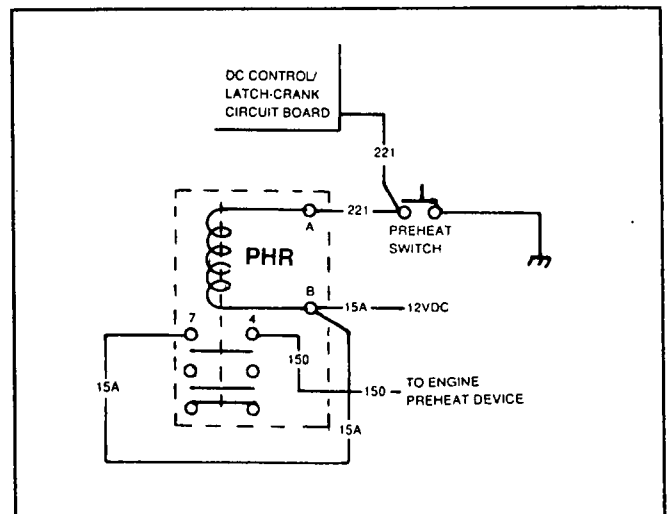 DC CONTROL/
LATCH-CRANK
CIRCUIT BOARD
221
221
A
PREHEAT
SWITCH
PHR
B
15A
12VDC
7
4
150
15A
150
TO ENGINE
PREHEAT DEVICE
15A